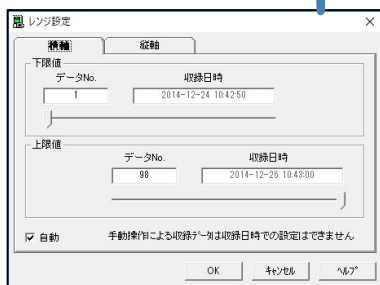 レンジ設定
横軸 縦軸
下限値
データNo. 収録日時
1 2014-12-24 10:42:50
上限値
データNo. 収録日時
98 2014-12-26 10:43:00
自動 手動操作による収録データは収録日時での設定はできません
OK キャンセル ヘルプ